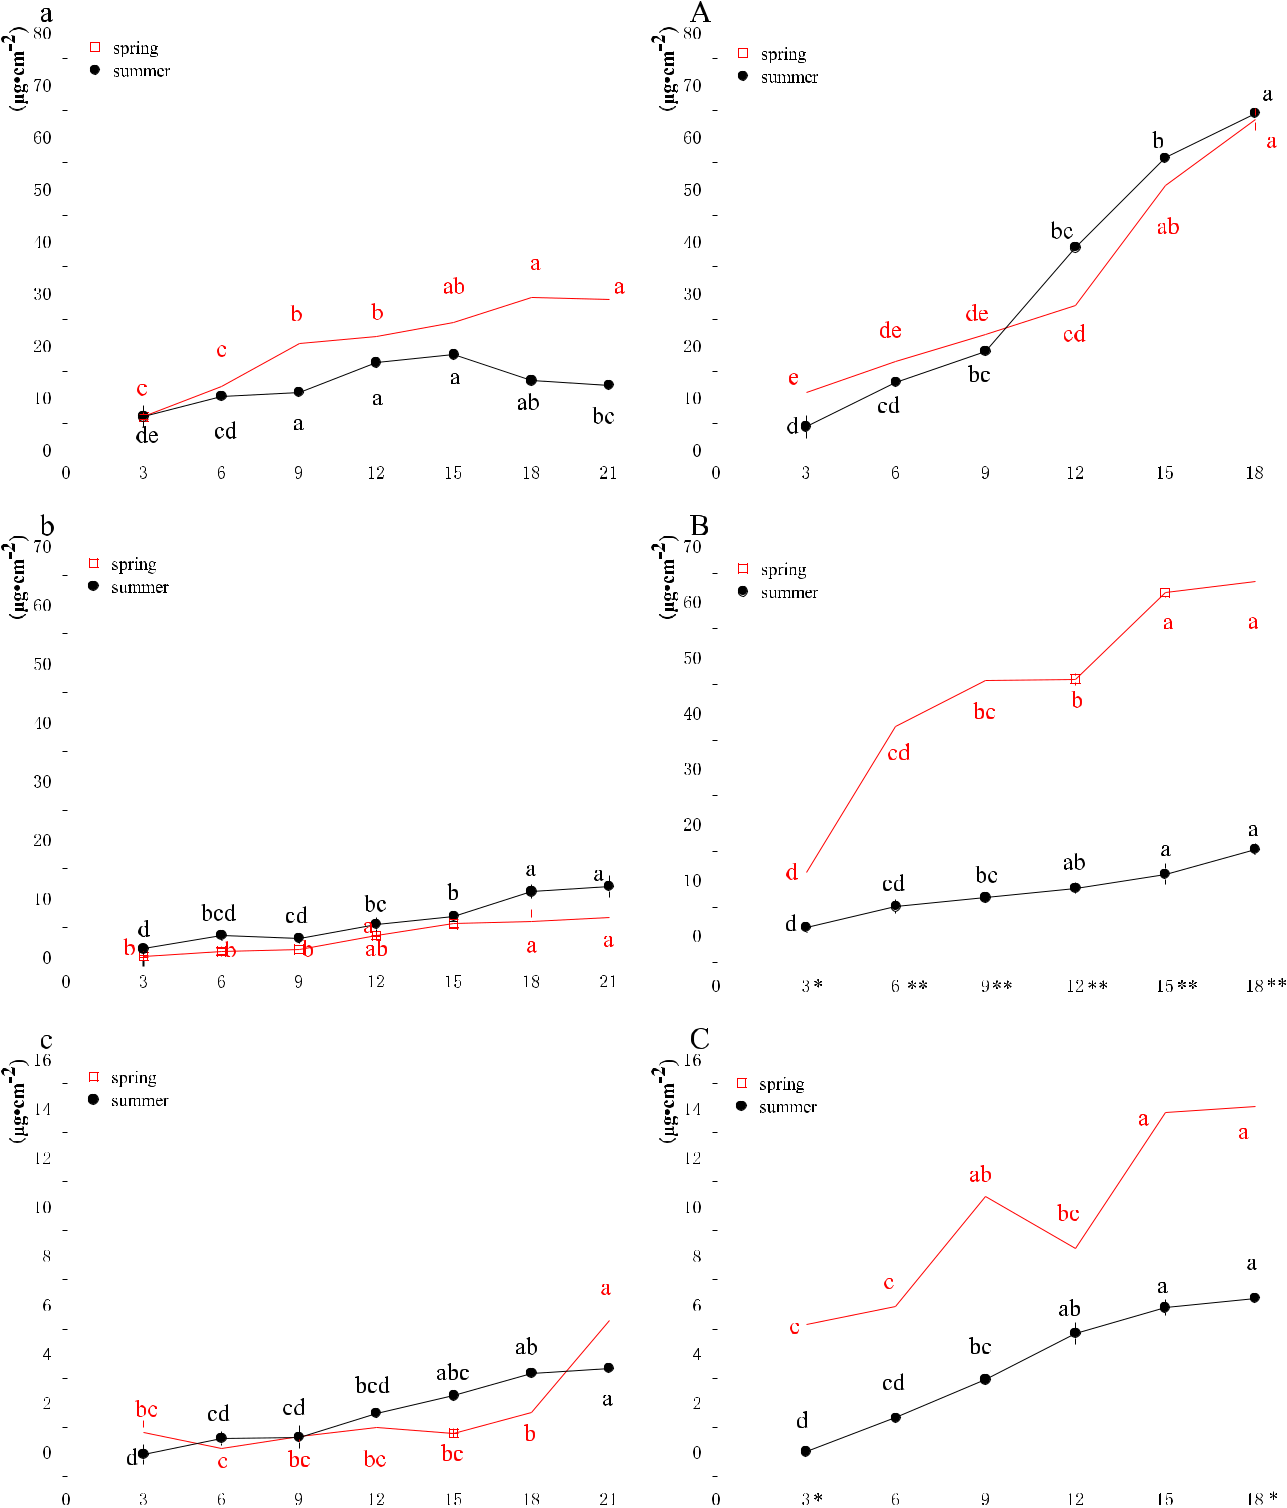 a
(µg•cm-2)
80
70
60
50
40
30
20
10
0
spring
summer
c
c
b
b
ab
a
a
de
cd
a
a
a
ab
bc
0 3 6 9 12 15 18 21
A
(µg•cm-2)
80
70
60
50
40
30
20
10
0
spring
summer
e
de
de
cd
ab
a
d
cd
bc
bc
b
a
0 3 6 9 12 15 18
b
(µg•cm-2)
70
60
50
40
30
20
10
0
spring
summer
d
bcd
cd
bc
b
a
a
b
b
b
a
ab
a
a
0 3 6 9 12 15 18 21
B
(µg•cm-2)
70
60
50
40
30
20
10
0
spring
summer
d
cd
bc
b
a
a
d
cd
bc
ab
a
a
0 3* 6** 9** 12** 15** 18**
c
(µg•cm-2)
16
14
12
10
8
6
4
2
0
spring
summer
bc
c
bc
bc
bc
b
a
d
cd
cd
bcd
abc
ab
a
0 3 6 9 12 15 18 21
C
(µg•cm-2)
16
14
12
10
8
6
4
2
0
spring
summer
c
c
ab
bc
a
a
d
cd
bc
ab
a
a
0 3* 6 9 12 15 18*